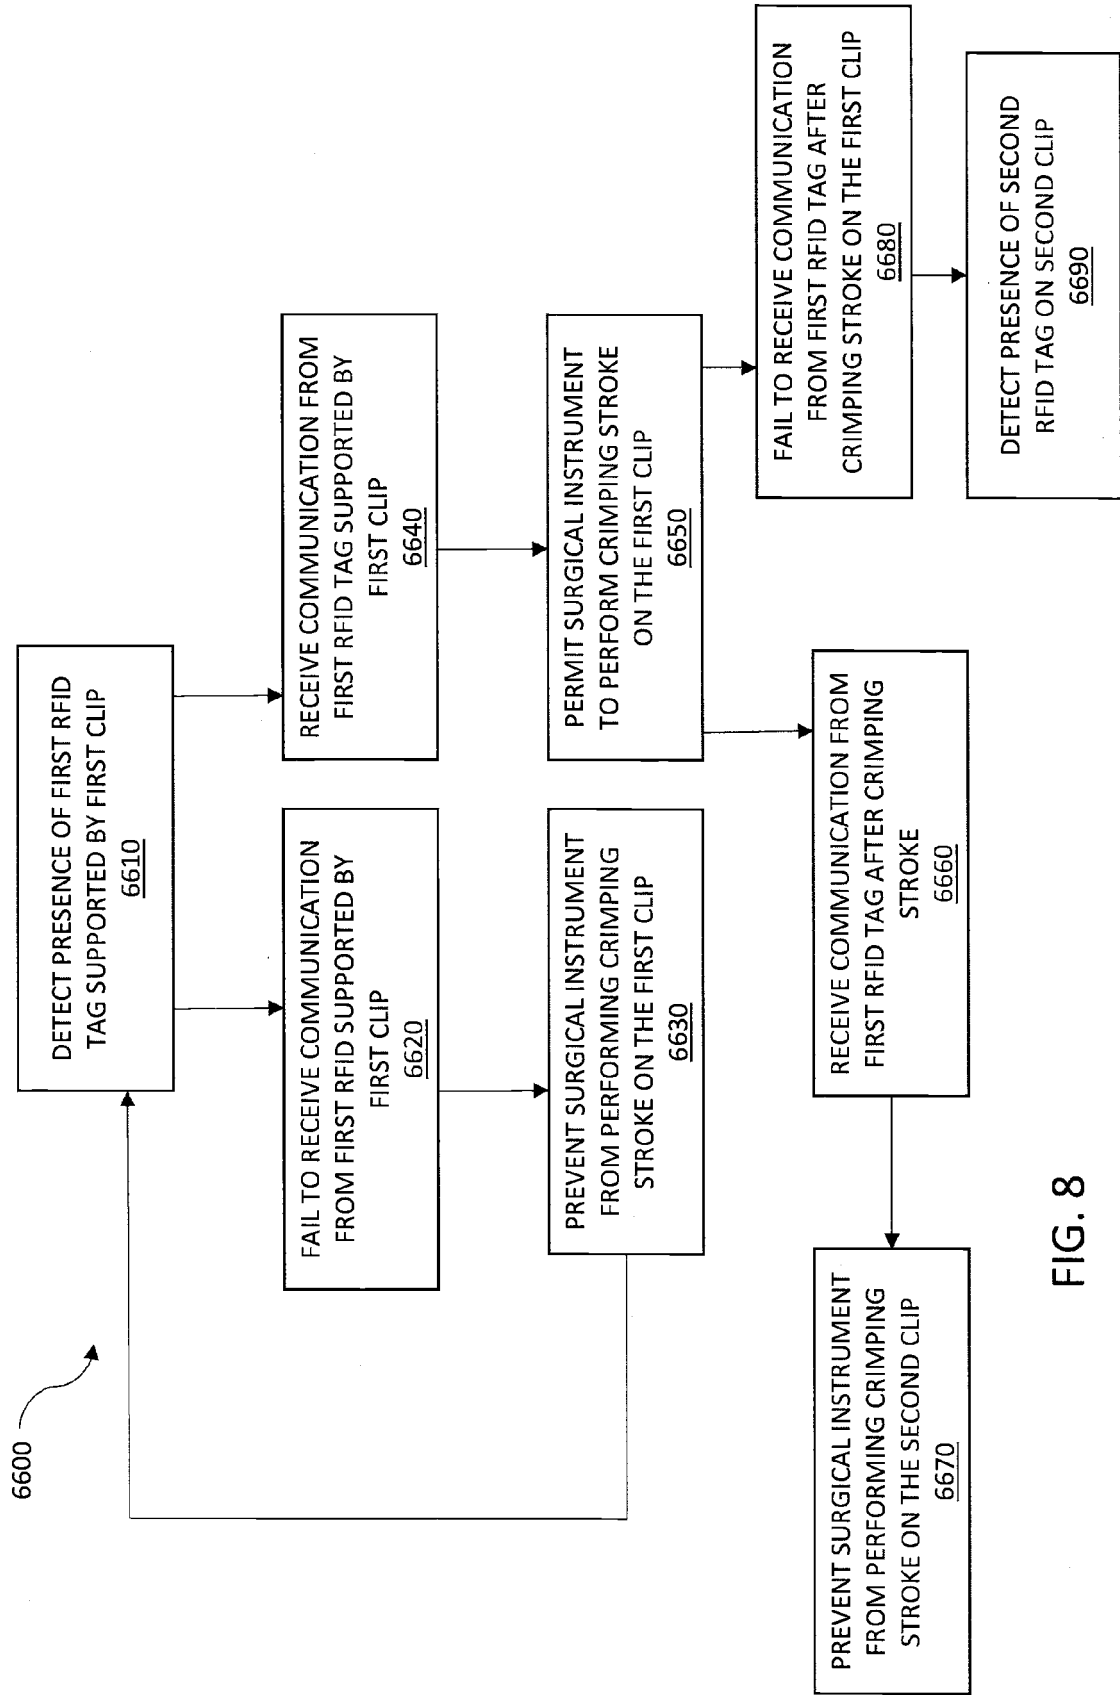 6600
DETECT PRESENCE OF FIRST RFID
TAG SUPPORTED BY FIRST CLIP
6610
FAIL TO RECEIVE COMMUNICATION
FROM FIRST RFID SUPPORTED BY
FIRST CLIP
6620
RECEIVE COMMUNICATION FROM
FIRST RFID TAG SUPPORTED BY
FIRST CLIP
6640
PREVENT SURGICAL INSTRUMENT
FROM PERFORMING CRIMPING
STROKE ON THE FIRST CLIP
6630
PERMIT SURGICAL INSTRUMENT
TO PERFORM CRIMPING STROKE
ON THE FIRST CLIP
6650
PREVENT SURGICAL INSTRUMENT
FROM PERFORMING CRIMPING
STROKE ON THE SECOND CLIP
6670
RECEIVE COMMUNICATION FROM
FIRST RFID TAG AFTER CRIMPING
STROKE
6660
FAIL TO RECEIVE COMMUNICATION
FROM FIRST RFID TAG AFTER
CRIMPING STROKE ON THE FIRST CLIP
6680
DETECT PRESENCE OF SECOND
RFID TAG ON SECOND CLIP
6690
FIG. 8